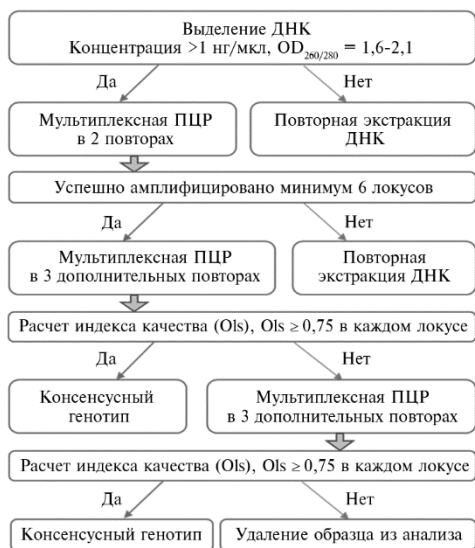 Выделение ДНК
Концентрация >1 нг/мкл, OD260/280 = 1,6-2,1
Да
Нет
Мультиплексная ПЦР
в 2 повторах
Повторная экстракция
ДНК
Успешно амплифицировано минимум 6 локусов
Да
Нет
Мультиплексная ПЦР
в 3 дополнительных повторах
Повторная
экстракция ДНК
Расчет индекса качества (Ols), Ols ≥ 0,75 в каждом локусе
Да
Нет
Консенсусный
генотип
Мультиплексная ПЦР
в 3 дополнительных повторах
Расчет индекса качества (Ols), Ols ≥ 0,75 в каждом локусе
Да
Нет
Консенсусный генотип
Удаление образца из анализа